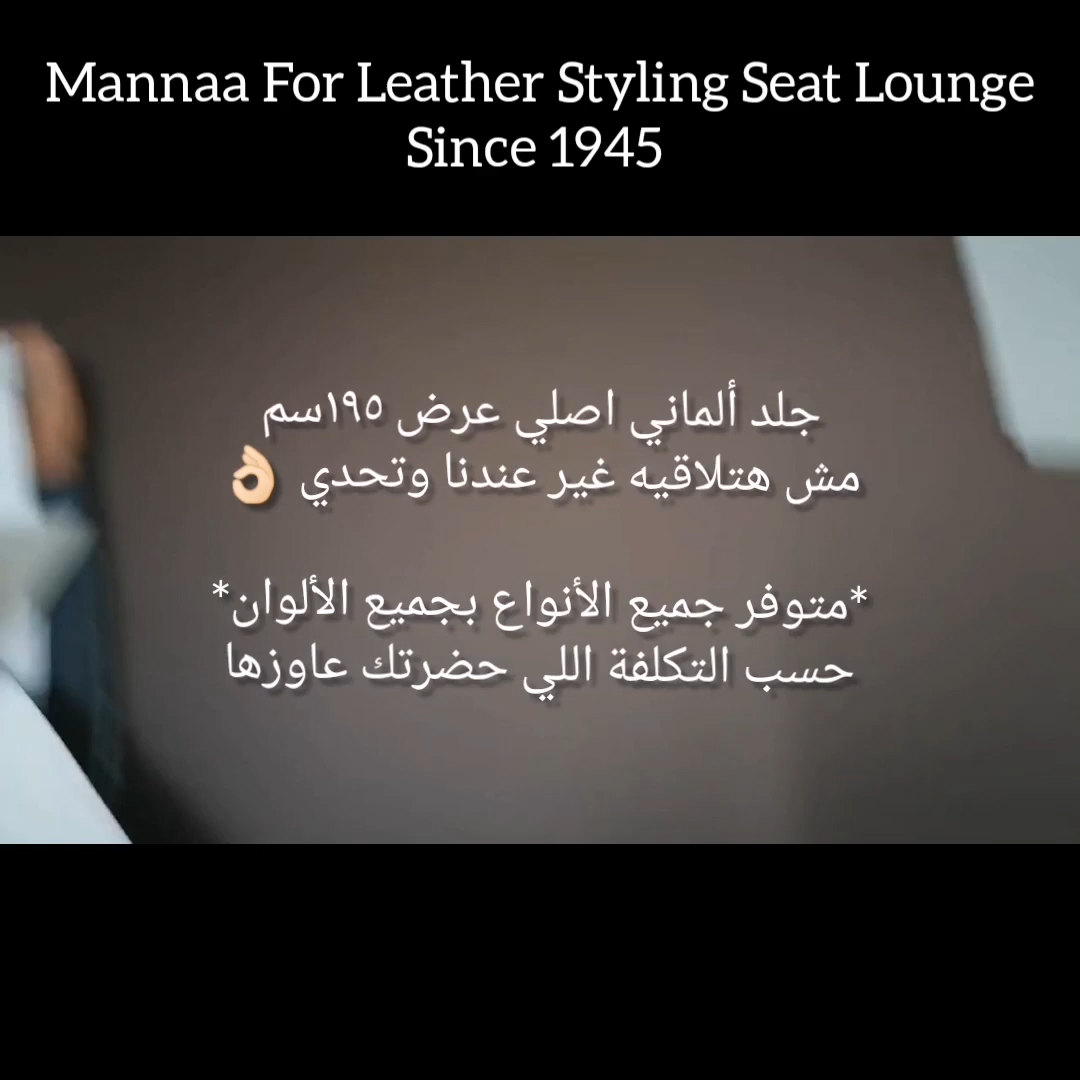 Mannaa For Leather Styling Seat Lounge
Since 1945
جلد ألماني اصلي عرض ١٩٥سم
مش هتلاقيه غير عندنا وتحدي 👌🏻
*متوفر جميع الأنواع بجميع الألوان*
حسب التكلفة اللي حضرتك عاوزها